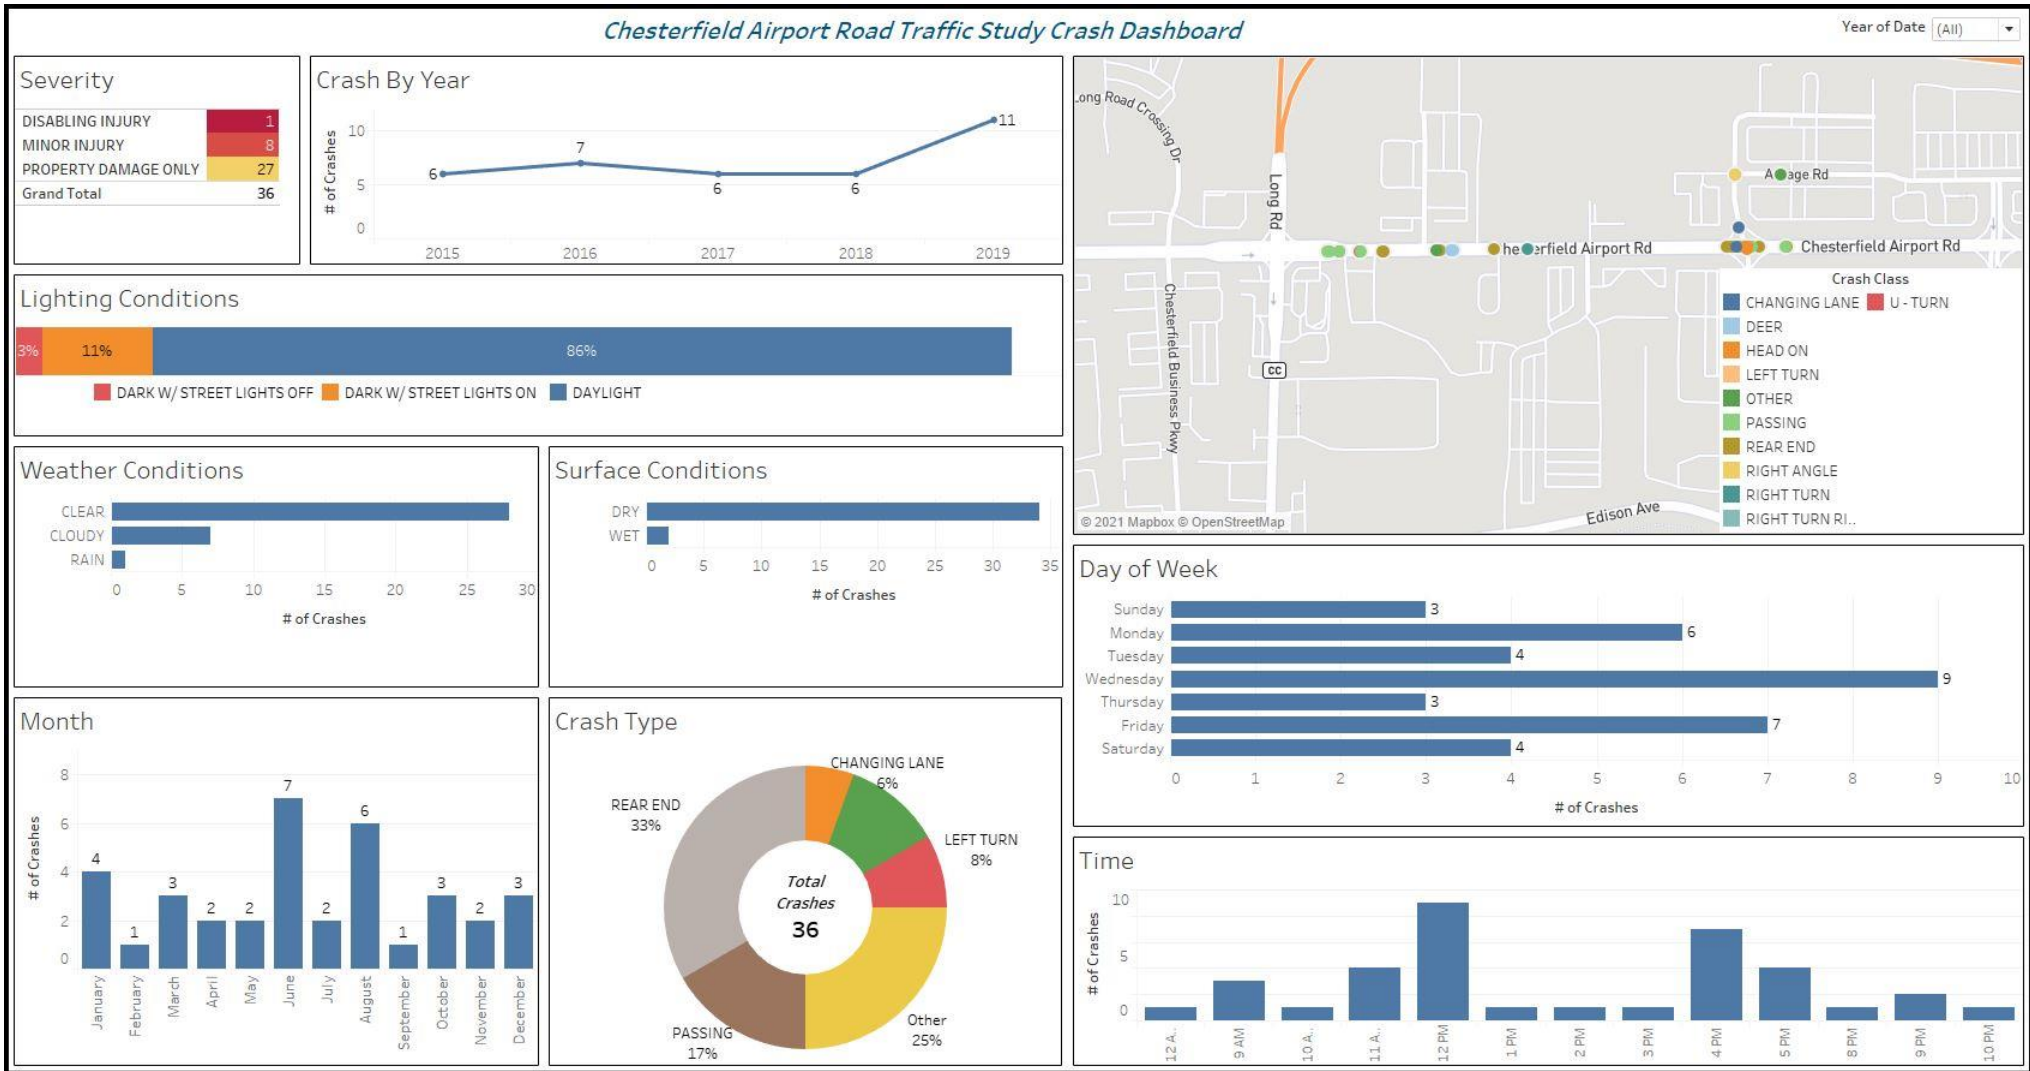 Chesterfield Airport Road Traffic Study Crash Dashboard
Year of Date (All)
Severity
DISABLING INJURY 1
MINOR INJURY 8
PROPERTY DAMAGE ONLY 27
Grand Total 36
Crash By Year
# of Crashes
10
5
0
6
7
6
6
11
2015 2016 2017 2018 2019
Lighting Conditions
3% 11% 86%
DARK W/ STREET LIGHTS OFF DARK W/ STREET LIGHTS ON DAYLIGHT
Weather Conditions
CLEAR
CLOUDY
RAIN
0 5 10 15 20 25 30
# of Crashes
Surface Conditions
DRY
WET
0 5 10 15 20 25 30 35
# of Crashes
Month
# of Crashes
8
6
4
2
0
4 1 3 2 2 7 2 6 1 3 2 3
January February March April May June July August September October November December
Crash Type
CHANGING LANE
6%
LEFT TURN
8%
Other
25%
PASSING
17%
REAR END
33%
Total
Crashes
36
Long Road Crossing Dr
Long Rd
Chesterfield Business Pkwy
CC
Chesterfield Airport Rd
Chesterfield Airport Rd
Edison Ave
© 2021 Mapbox © OpenStreetMap
Crash Class
CHANGING LANE U - TURN
DEER
HEAD ON
LEFT TURN
OTHER
PASSING
REAR END
RIGHT ANGLE
RIGHT TURN
RIGHT TURN RI..
Day of Week
Sunday 3
Monday 6
Tuesday 4
Wednesday 9
Thursday 3
Friday 7
Saturday 4
0 1 2 3 4 5 6 7 8 9 10
# of Crashes
Time
# of Crashes
10
5
0
12 A.. 9 AM 10 A.. 11 A.. 12 PM 1 PM 2 PM 3 PM 4 PM 5 PM 8 PM 9 PM 10 PM